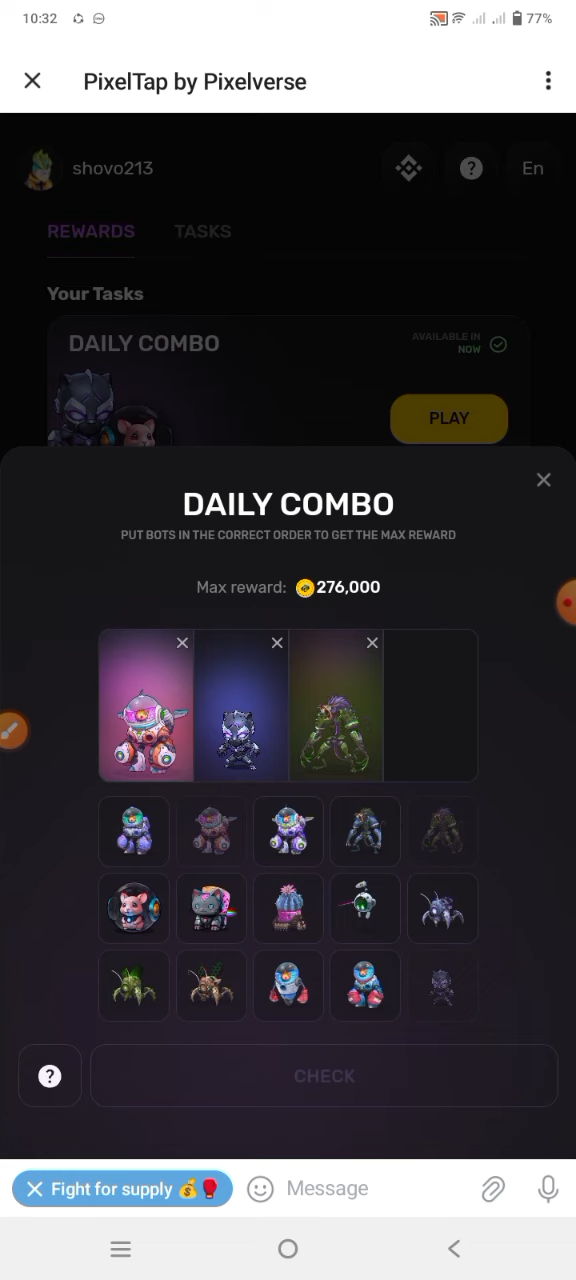 10:32
77%
PixelTap by Pixelverse
shovo213
En
REWARDS TASKS
Your Tasks
DAILY COMBO
AVAILABLE IN
NOW
PLAY
DAILY COMBO
PUT BOTS IN THE CORRECT ORDER TO GET THE MAX REWARD
Max reward: 276,000
CHECK
Fight for supply 💰🥊
Message